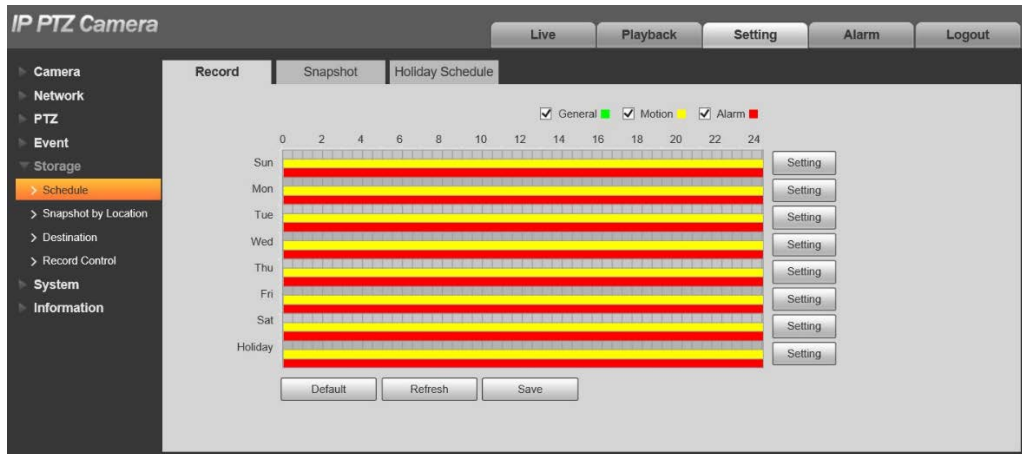 IP PTZ Camera
Live Playback Setting Alarm Logout
Camera
Network
PTZ
Event
Storage
Schedule
Snapshot by Location
Destination
Record Control
System
Information
Record Snapshot Holiday Schedule
General Motion Alarm
0 2 4 6 8 10 12 14 16 18 20 22 24
Sun Setting
Mon Setting
Tue Setting
Wed Setting
Thu Setting
Fri Setting
Sat Setting
Holiday Setting
Default Refresh Save